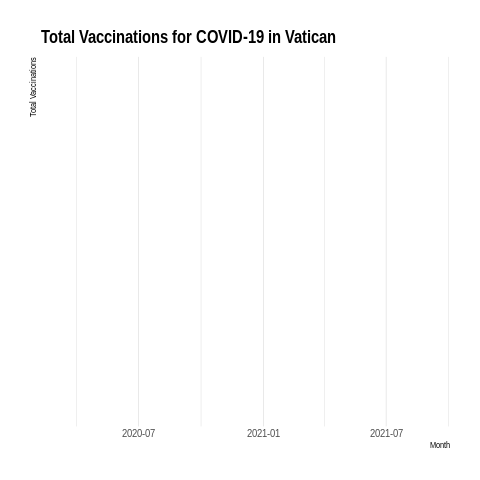 Total Vaccinations for COVID-19 in Vatican
Total Vaccinations
2020-07 2021-01 2021-07
Month